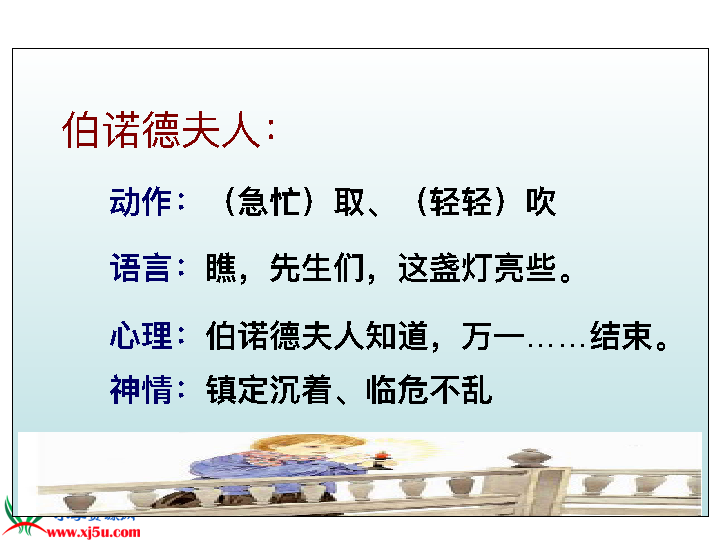 伯诺德夫人：
动作：（急忙）取、（轻轻）吹
语言：瞧，先生们，这盏灯亮些。
心理：伯诺德夫人知道，万一……结束。
神情：镇定沉着、临危不乱
www.xj5u.com